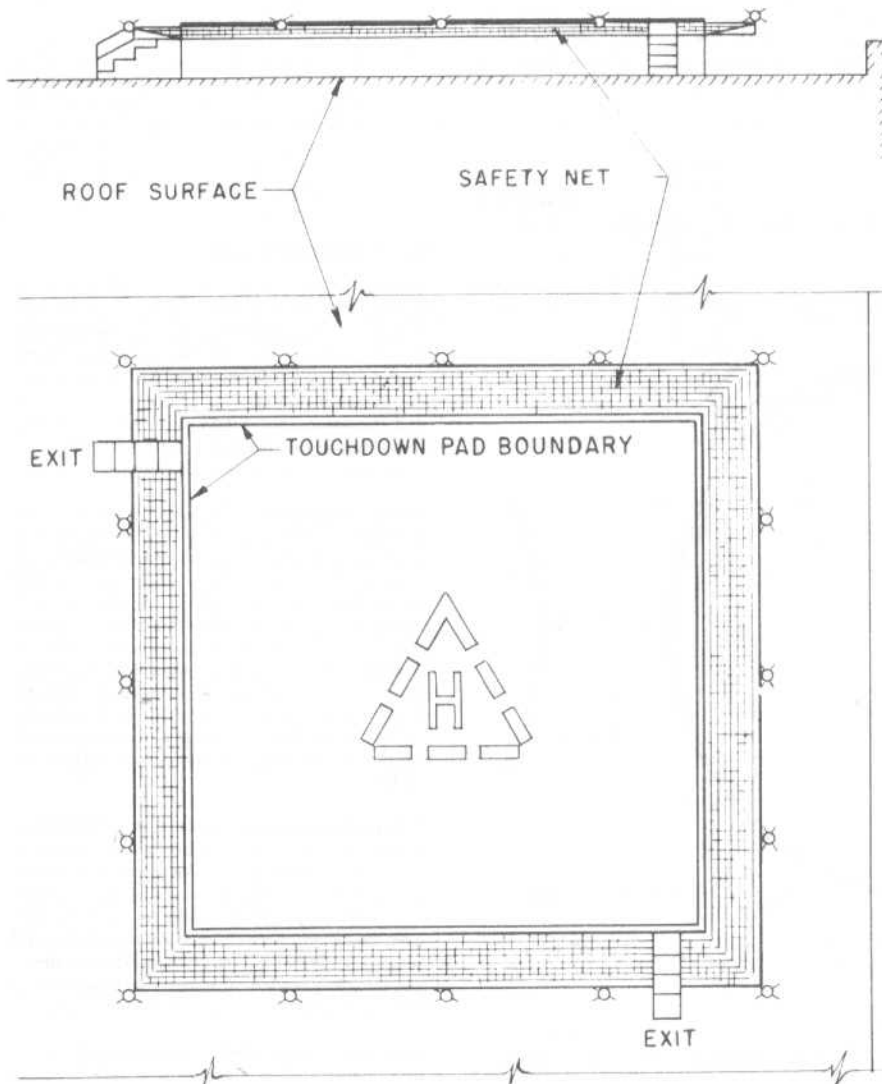 ROOF SURFACE
SAFETY NET
EXIT
TOUCHDOWN PAD BOUNDARY
H
EXIT